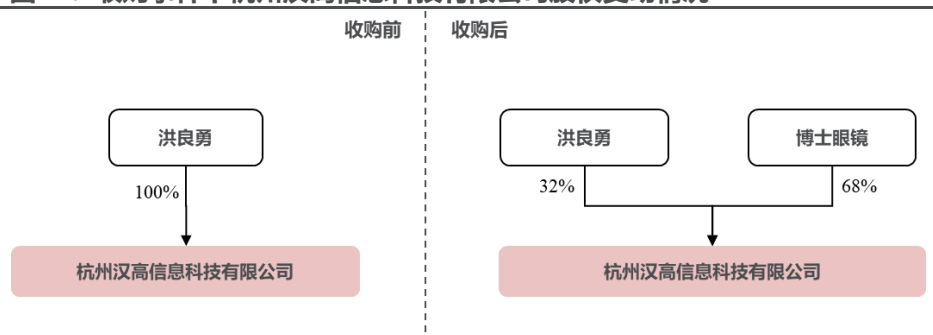 收购前
收购后
洪良勇
100%
杭州汉高信息科技有限公司
洪良勇
博士眼镜
32%
68%
杭州汉高信息科技有限公司